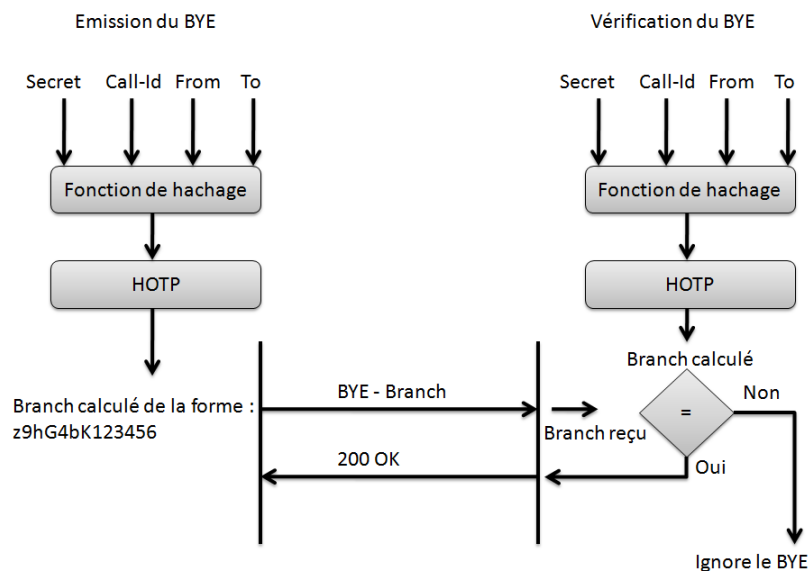 Emission du BYE
Vérification du BYE
Secret Call-Id From To
Secret Call-Id From To
Fonction de hachage
Fonction de hachage
HOTP
HOTP
Branch calculé
Branch calculé de la forme :
z9hG4bK123456
BYE - Branch
Branch reçu
=
Non
200 OK
Oui
Ignore le BYE